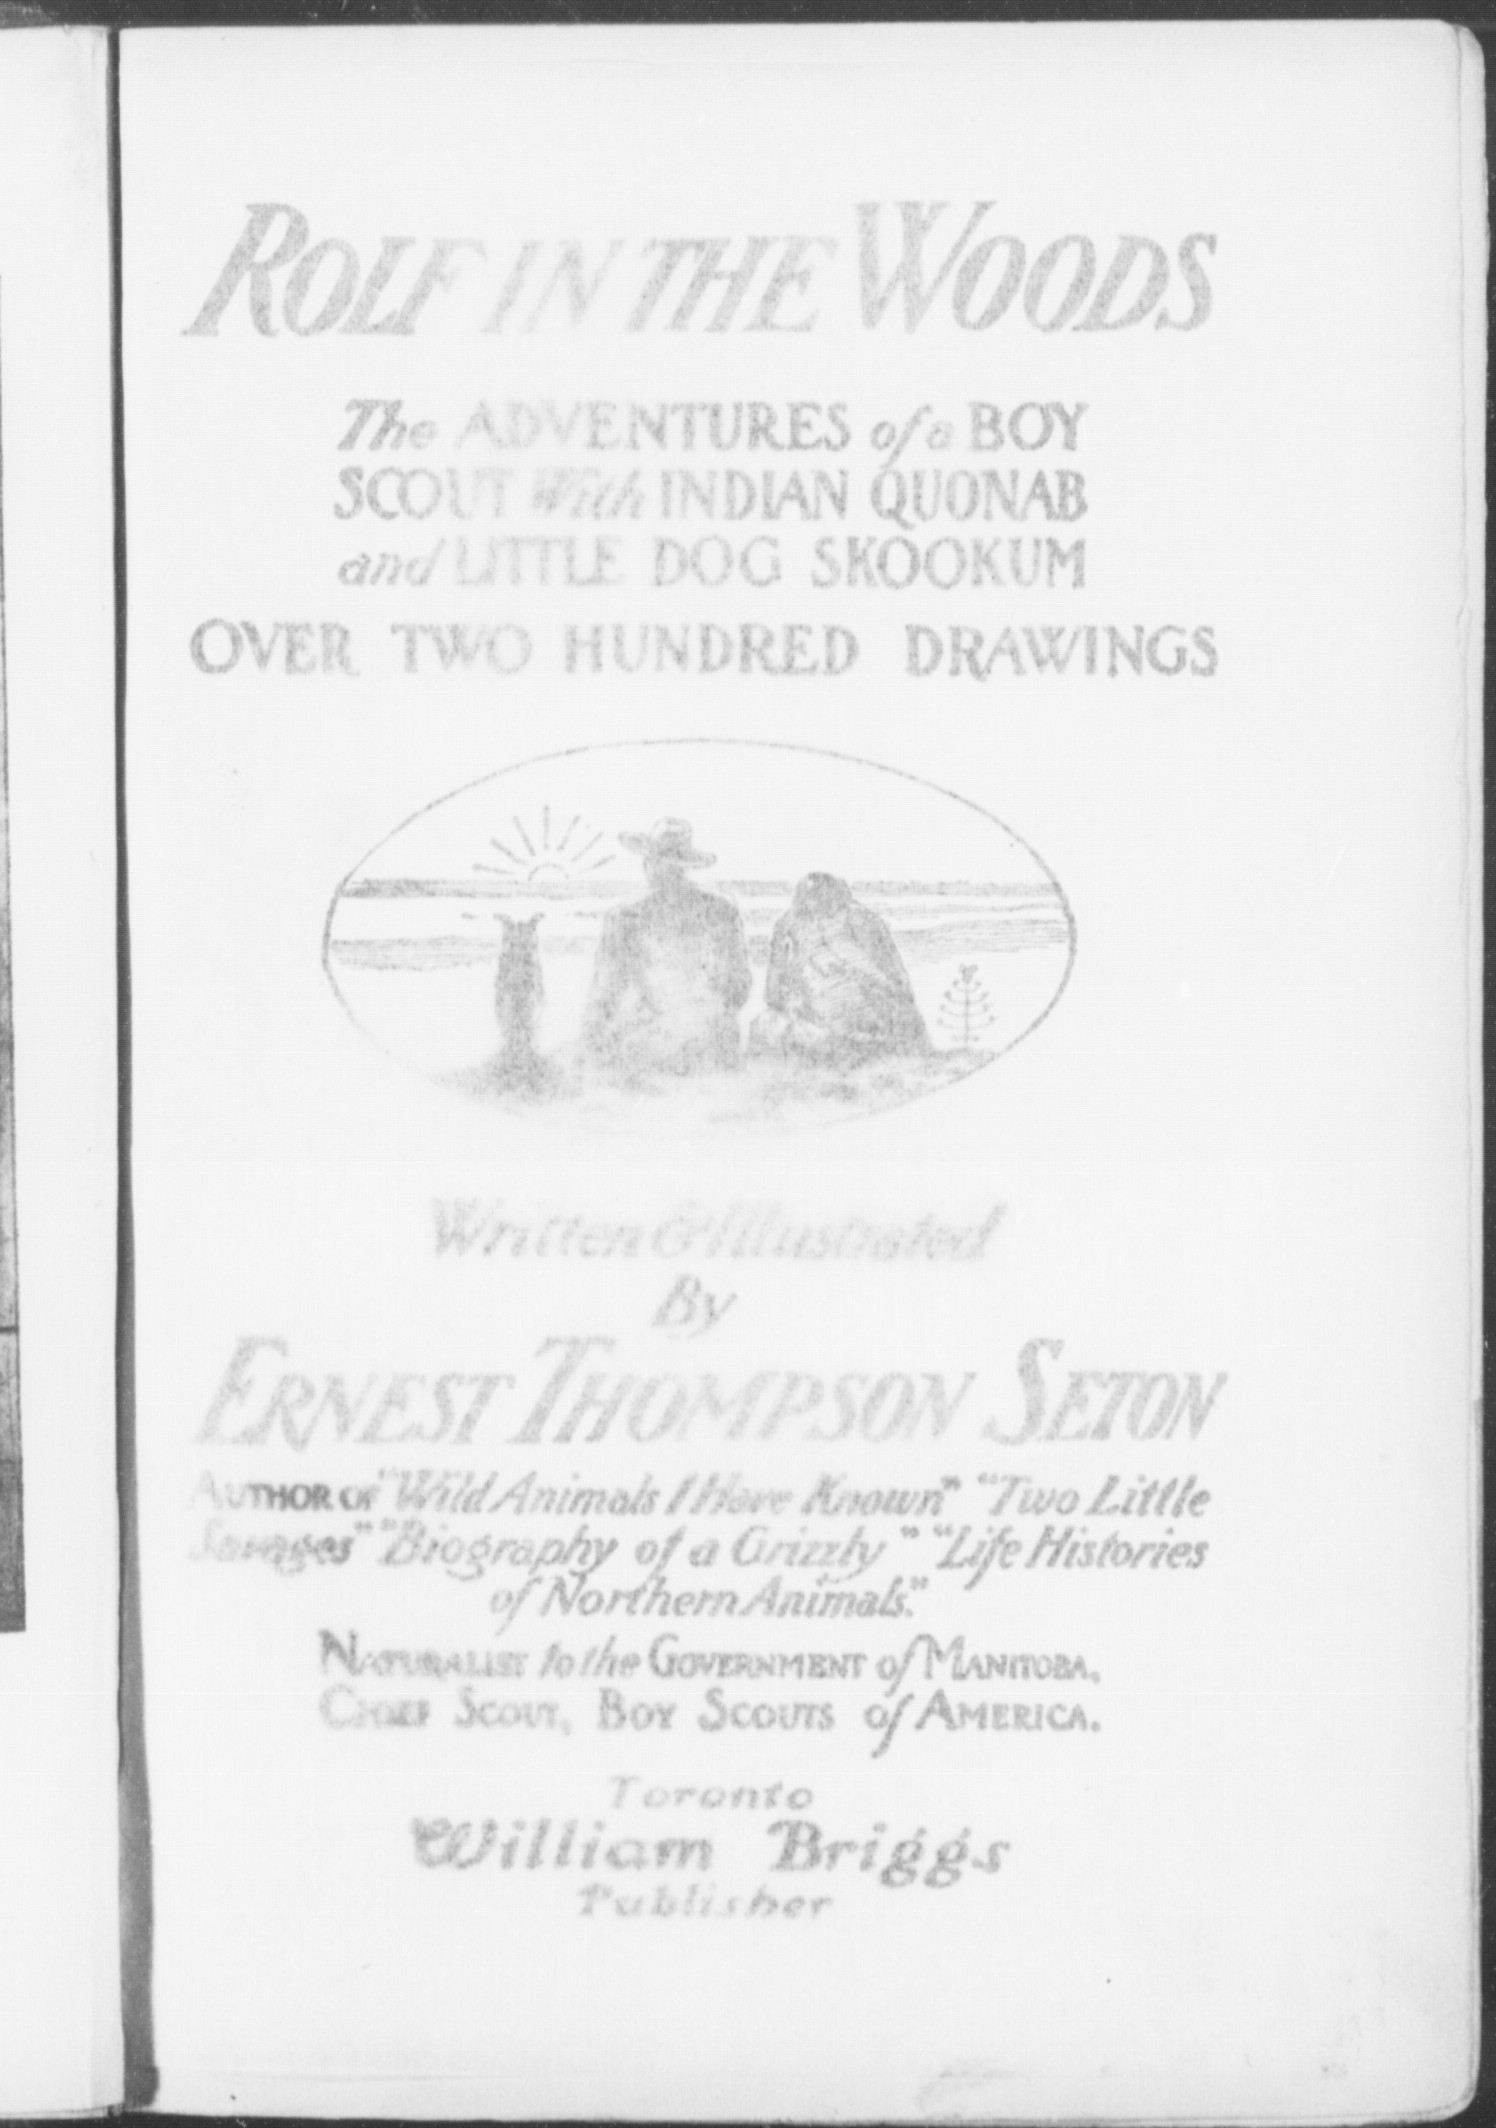 ROLF IN THE WOODS
The ADVENTURES of a BOY
SCOUT With INDIAN QUONAB
and LITTLE DOG SKOOKUM
OVER TWO HUNDRED DRAWINGS
Written & Illustrated
By
ERNEST THOMPSON SETON
AUTHOR OF "Wild Animals I Have Known" "Two Little
Savages" "Biography of a Grizzly" "Life Histories
of Northern Animals."
NATURALIST to the GOVERNMENT of MANITOBA.
CHIEF SCOUT, BOY SCOUTS of AMERICA.
Toronto
William Briggs
Publisher